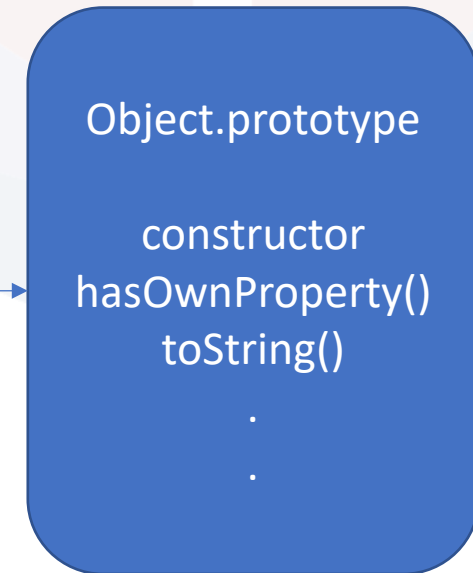 Object.prototype
constructor
hasOwnProperty()
toString()
.
.